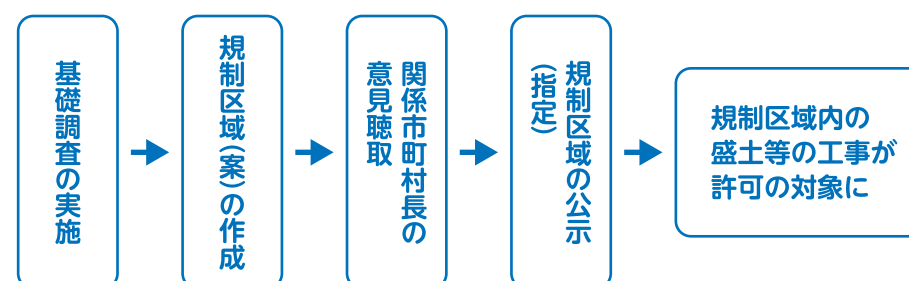 基礎調査の実施
規制区域(案)の作成
関係市町村長の
意見聴取
規制区域の公示
(指定)
規制区域内の
盛土等の工事が
許可の対象に